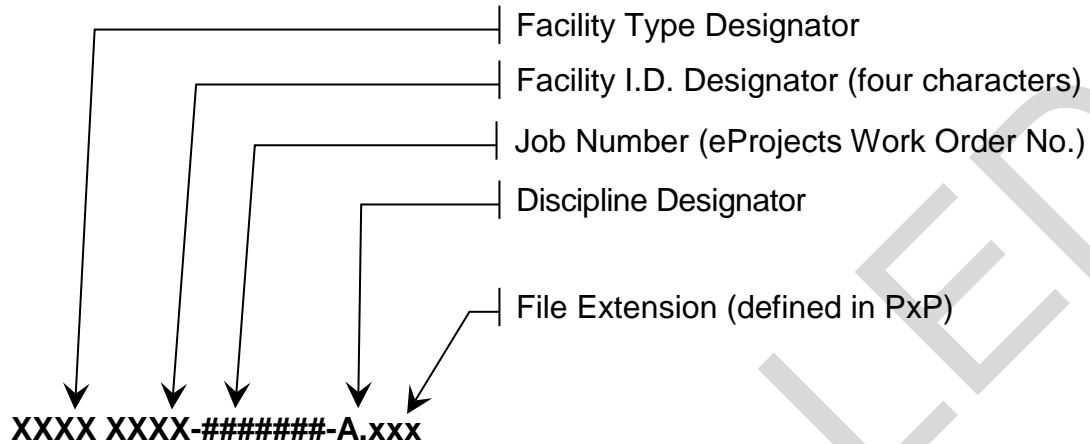 Facility Type Designator
Facility I.D. Designator (four characters)
Job Number (eProjects Work Order No.)
Discipline Designator
File Extension (defined in PxP)
XXXX XXXX-#######-A.xxx